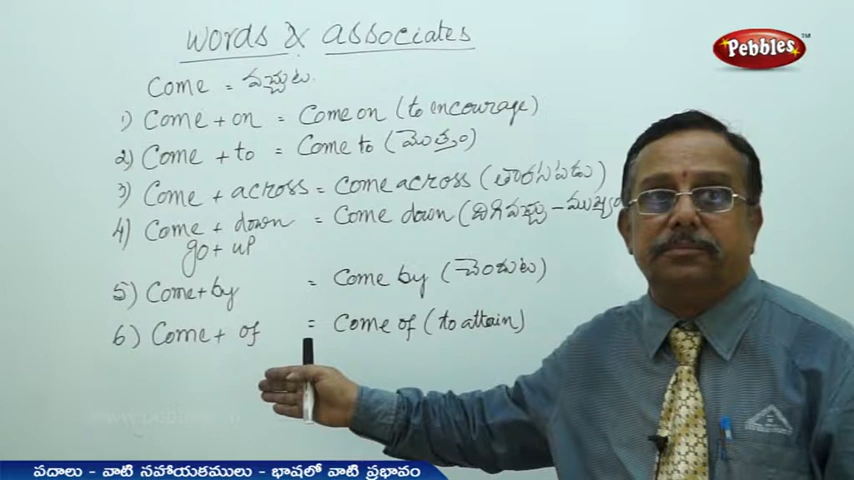 words & associates
Pebbles TM
Come = వచ్చుట.
1) Come + on = Come on (to encourage)
2) Come + to = Come to (మొత్తం)
3) Come + across = Come across (తారసపడు)
4) Come + down = Come down (దిగివచ్చు – ముఖ్యం
go + up
5) Come + by = Come by (చెందుట)
6) Come + of = Come of (to attain)
పదాలు - వాటి సహాయకములు - భాషలో వాటి ప్రభావం